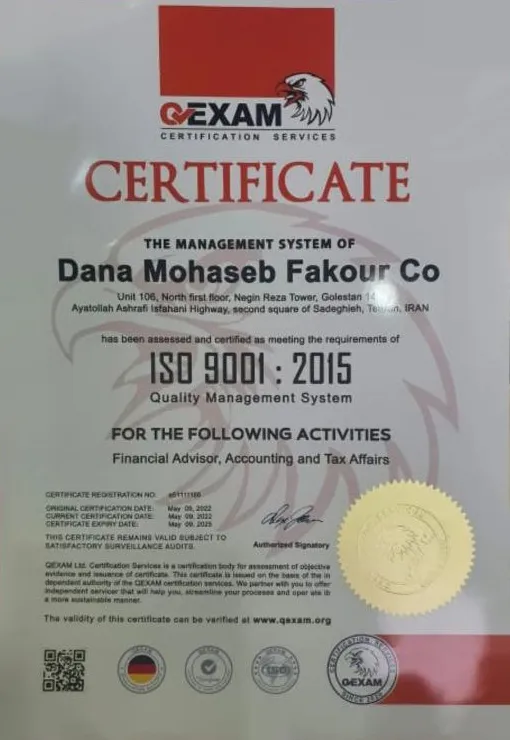 QEXAM
CERTIFICATION SERVICES
CERTIFICATE
THE MANAGEMENT SYSTEM OF
Dana Mohaseb Fakour Co
Unit 106, North first floor, Negin Reza Tower, Golestan
Ayatollah Ashrafi Isfahani Highway, second square of Sadeghieh, Tehran, IRAN
has been assessed and certified as meeting the requirements of
ISO 9001 : 2015
Quality Management System
FOR THE FOLLOWING ACTIVITIES
Financial Advisor, Accounting and Tax Affairs
CERTIFICATE REGISTRATION NO:
ORIGINAL CERTIFICATION DATE: May 09, 2022
CURRENT CERTIFICATION DATE: May 09, 2022
CERTIFICATE EXPIRY DATE: May 09, 2025
THIS CERTIFICATE REMAINS VALID SUBJECT TO
SATISFACTORY SURVEILLANCE AUDITS.
Authorized Signatory
QEXAM Ltd. Certification Services is a certification body for assessment of objective
evidence and issuance of certificate. This certificate is issued on the basis of the in
dependent authority of the QEXAM certification services. We partner with you to offer
independent servicer that will help you, streamline your processes and oper ate in
a more sustainable manner.
The validity of this certificate can be verified at www.qexam.org
ISO
CERTIFICATION SERVICES
QEXAM
SINCE